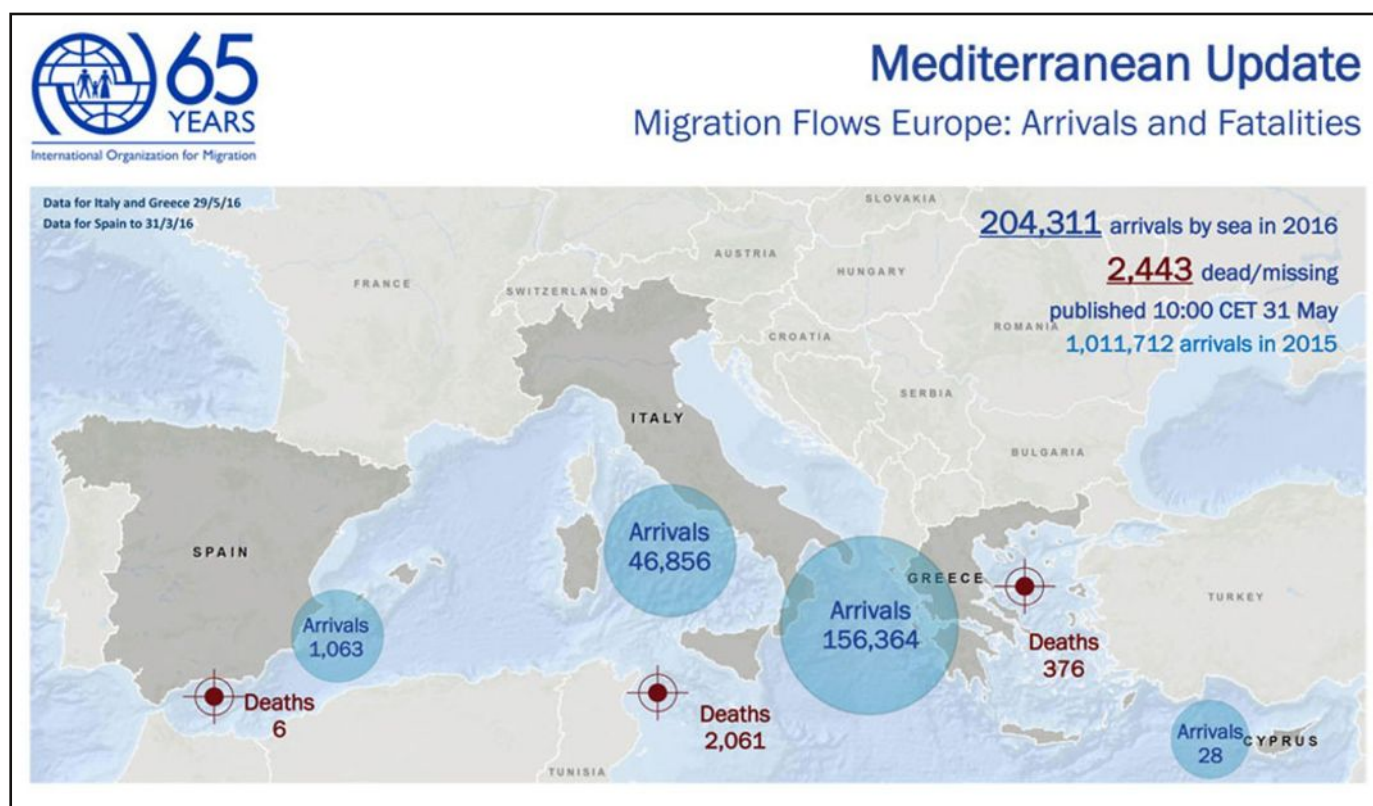 65
YEARS
International Organization for Migration
Mediterranean Update
Migration Flows Europe: Arrivals and Fatalities
Data for Italy and Greece 29/5/16
Data for Spain to 31/3/16
204,311 arrivals by sea in 2016
2,443 dead/missing
published 10:00 CET 31 May
1,011,712 arrivals in 2015
SLOVAKIA
AUSTRIA
HUNGARY
FRANCE
SWITZERLAND
ROMANIA
CROATIA
SERBIA
ITALY
BULGARIA
SPAIN
Arrivals
46,856
GREECE
TURKEY
Arrivals
1,063
Arrivals
156,364
Deaths
376
Deaths
6
Deaths
2,061
Arrivals
28
CYPRUS
TUNISIA